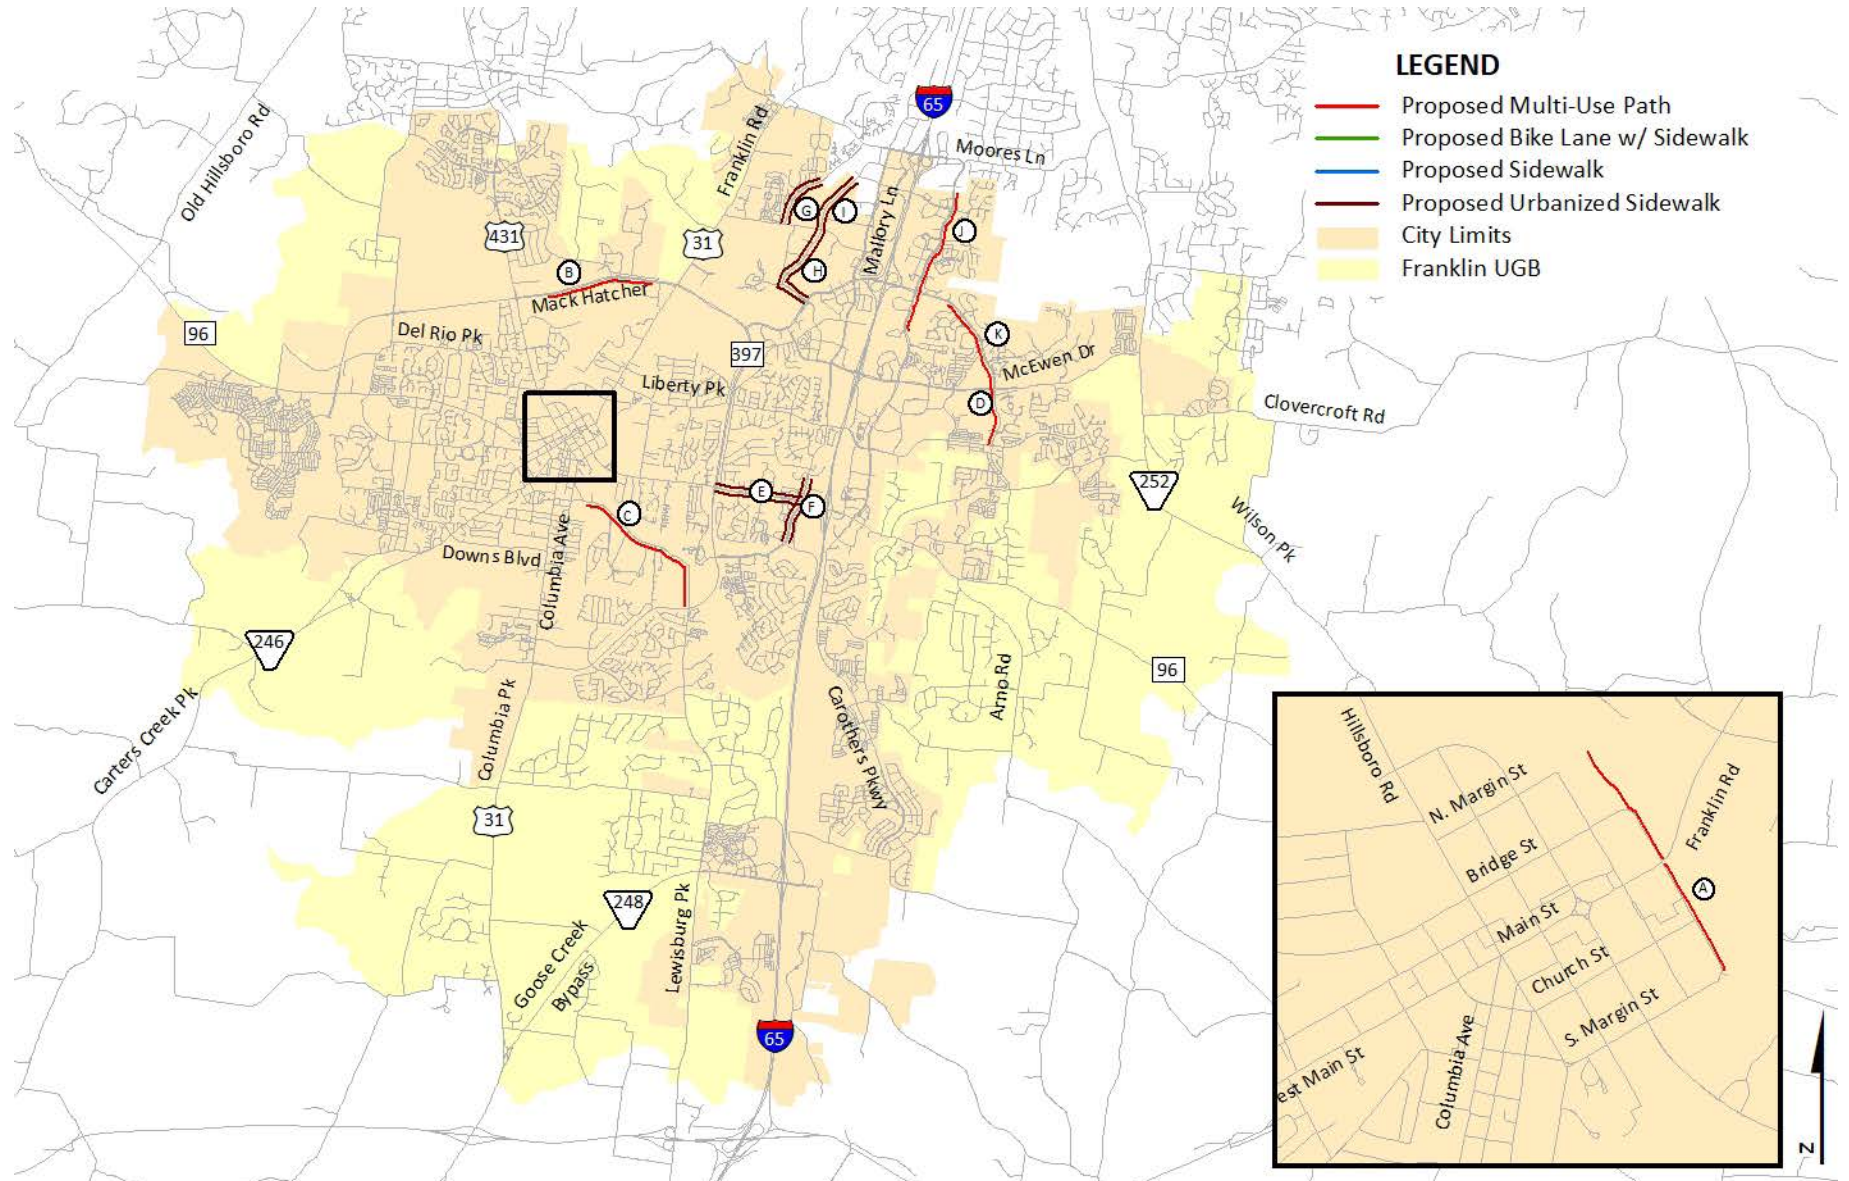 LEGEND
Proposed Multi-Use Path
Proposed Bike Lane w/ Sidewalk
Proposed Sidewalk
Proposed Urbanized Sidewalk
City Limits
Franklin UGB
65
Moores Ln
Franklin Rd
Old Hillsboro Rd
G
I
Mallory Ln
J
431
31
B
H
Mack Hatcher
96
Del Rio Pk
397
K
McEwen Dr
Liberty Pk
D
Clovercroft Rd
252
E
F
C
Wilson Pk
Downs Blvd
Columbia Ave
246
96
Arno Rd
Carters Creek Pk
Columbia Pk
Carothers Pkwy
31
248
Goose Creek
Bypass
Lewisburg Pk
65
Hillsboro Rd
N. Margin St
Franklin Rd
Bridge St
A
Main St
Church St
S. Margin St
Columbia Ave
est Main St
N